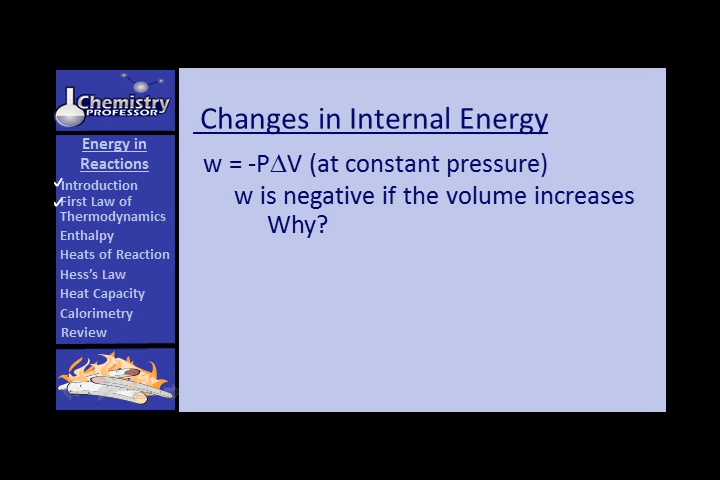 Chemistry
PROFESSOR
Energy in
Reactions
Introduction
First Law of
Thermodynamics
Enthalpy
Heats of Reaction
Hess's Law
Heat Capacity
Calorimetry
Review
Changes in Internal Energy
w = -PΔV (at constant pressure)
w is negative if the volume increases
Why?